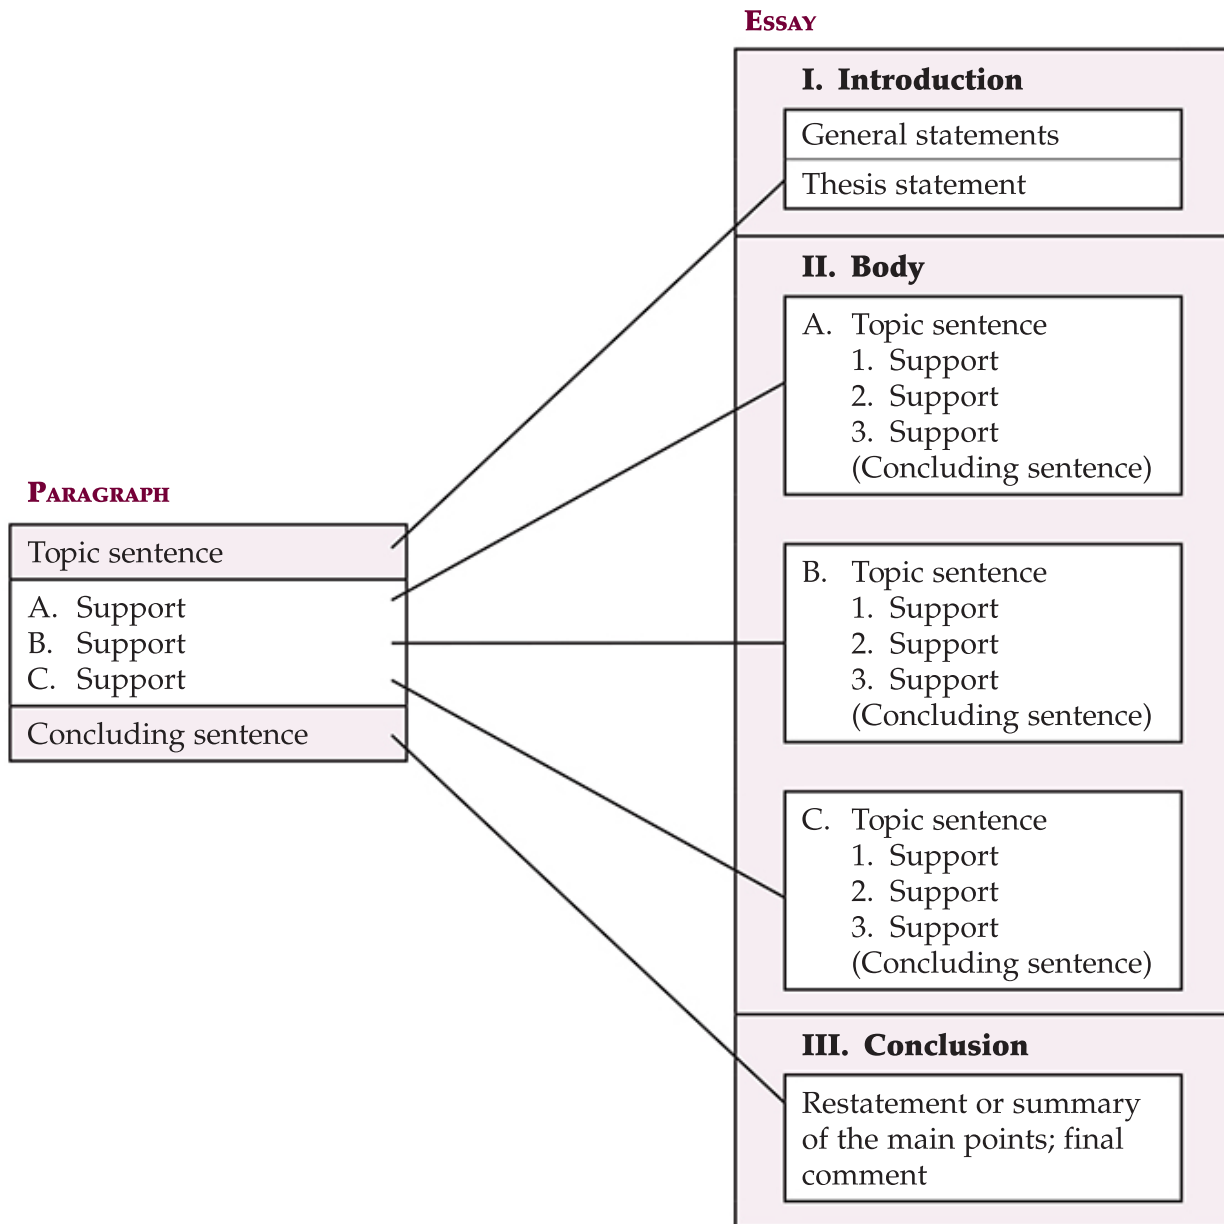 PARAGRAPH
Topic sentence
A. Support
B. Support
C. Support
Concluding sentence
ESSAY
I. Introduction
General statements
Thesis statement
II. Body
A. Topic sentence
1. Support
2. Support
3. Support
(Concluding sentence)
B. Topic sentence
1. Support
2. Support
3. Support
(Concluding sentence)
C. Topic sentence
1. Support
2. Support
3. Support
(Concluding sentence)
III. Conclusion
Restatement or summary
of the main points; final
comment